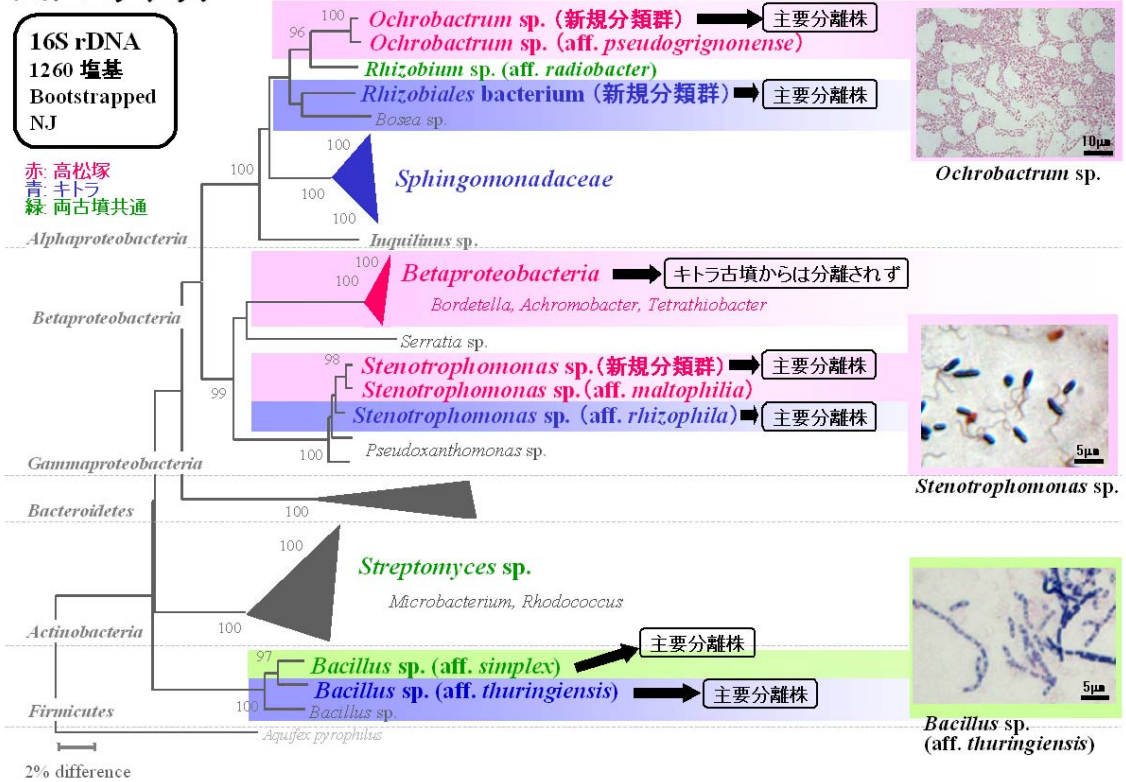 16S rDNA
1260 塩基
Bootstrapped
NJ
赤: 高松塚
青: キトラ
緑: 両古墳共通
100
Ochrobactrum sp. (新規分類群)
主要分離株
96
Ochrobactrum sp. (aff. pseudogrignonense)
Rhizobium sp. (aff. radiobacter)
Rhizobiales bacterium (新規分類群)
主要分離株
Bosea sp.
10μm
Ochrobactrum sp.
100
100
100
Sphingomonadaceae
100
Inquilinus sp.
Alphaproteobacteria
100
100
Betaproteobacteria
キトラ古墳からは分離されず
Bordetella, Achromobacter, Tetrathiobacter
Betaproteobacteria
Serratia sp.
98
Stenotrophomonas sp.(新規分類群)
主要分離株
Stenotrophomonas sp.(aff. maltophilia)
99
Stenotrophomonas sp. (aff. rhizophila)
主要分離株
100
Pseudoxanthomonas sp.
5μm
Stenotrophomonas sp.
Gammaproteobacteria
Bacteroidetes
100
100
Streptomyces sp.
Microbacterium, Rhodococcus
100
Actinobacteria
主要分離株
97
Bacillus sp. (aff. simplex)
Bacillus sp. (aff. thuringiensis)
主要分離株
100
Bacillus sp.
Firmicutes
Aquifex pyrophilus
5μm
Bacillus sp.
(aff. thuringiensis)
2% difference